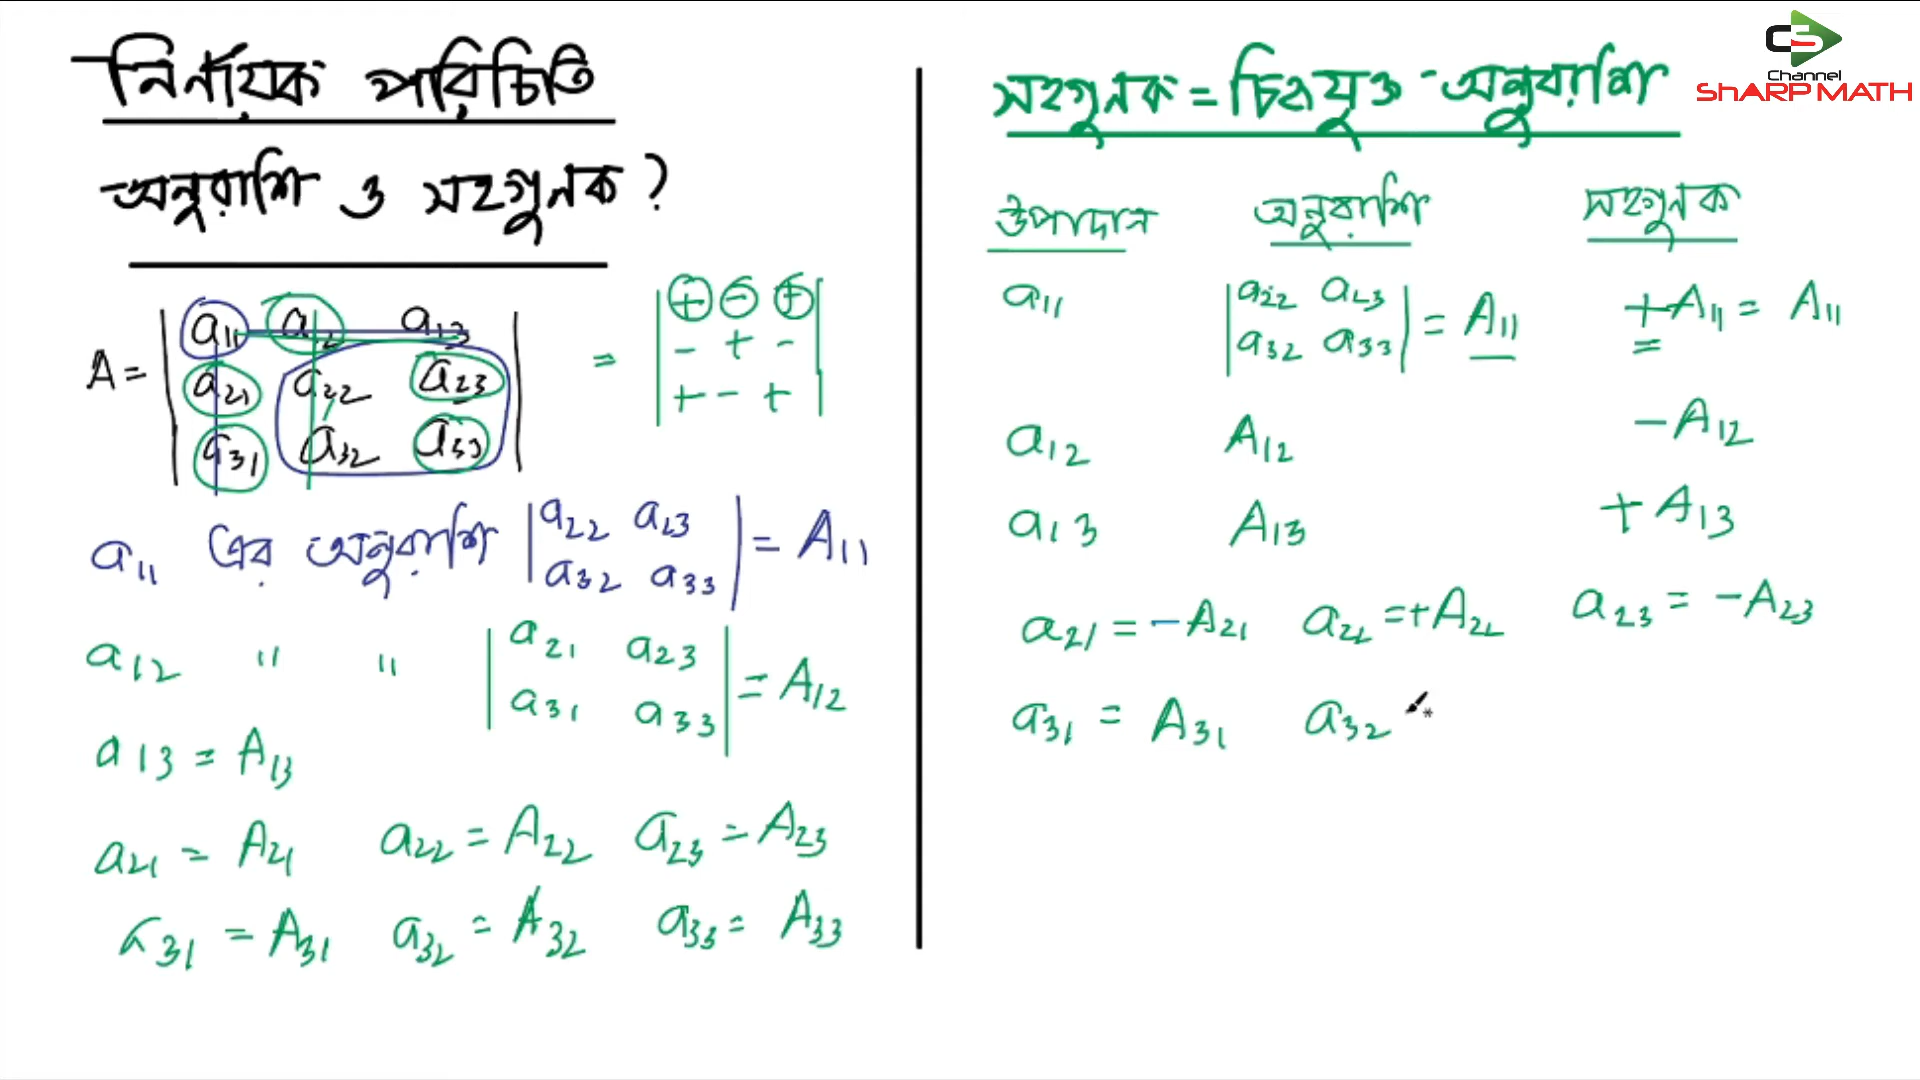 নির্ণায়ক পরিচিতি
অনুরাশি ও সহগুনক ?
A = | a11 a12 a13 |
| a21 a22 a23 |
| a31 a32 a33 |
= | + - + |
| - + - |
| + - + |
a11 এর অনুরাশি | a22 a23 | = A11
| a32 a33 |
a12 " " | a21 a23 | = A12
| a31 a33 |
a13 = A13
a21 = A21 a22 = A22 a23 = A23
a31 = A31 a32 = A32 a33 = A33
সহগুনক = চিহ্নযুক্ত অনুরাশি
উপাদান অনুরাশি সহগুনক
a11 | a22 a23 | = A11 +A11 = A11
| a32 a33 |
a12 A12 -A12
a13 A13 +A13
a21 = -A21 a22 = +A22 a23 = -A23
a31 = A31 a32
Channel
SHARP MATH